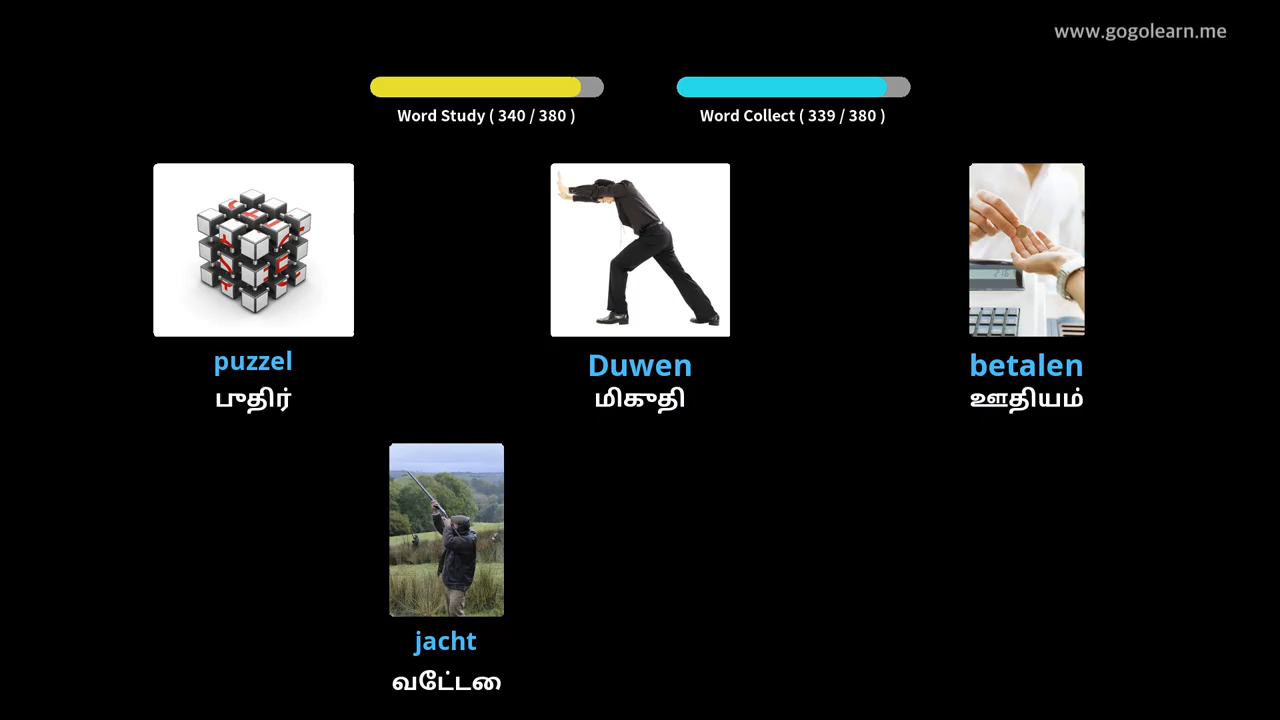 www.gogolearn.me
Word Study ( 340 / 380 )
Word Collect ( 339 / 380 )
puzzel
புதிர்
Duwen
மிகுதி
betalen
ஊதியம்
jacht
வேட்டை